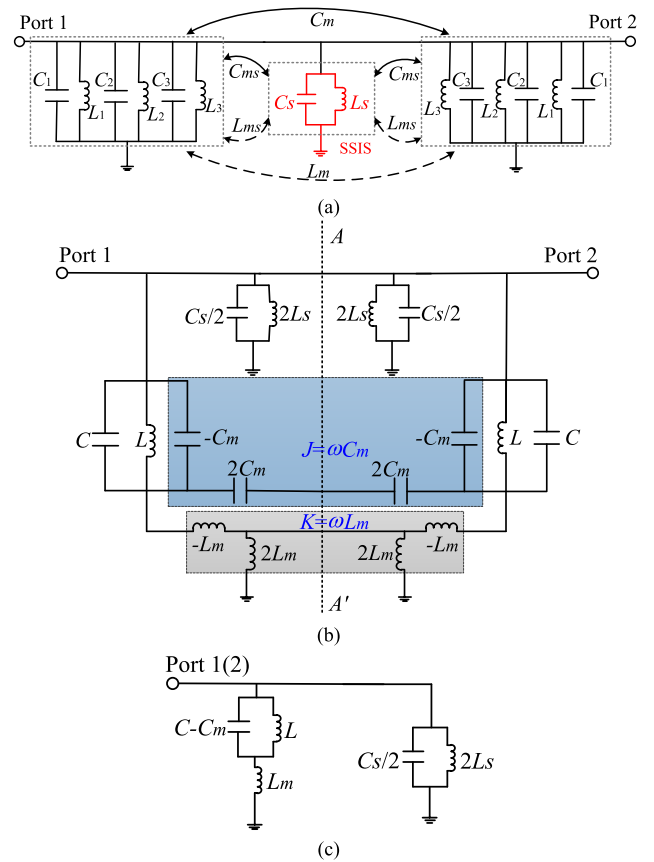 Port 1
Cm
Port 2
C1 L1 C2 L2 C3 L3
Cms
Cs Ls
Cms
L3 C3 L2 C2 L1 C1
Lms
SSIS
Lms
Lm
(a)
A
Port 1
Port 2
Cs/2 2Ls
2Ls Cs/2
C L -Cm
J=ωCm
-Cm L C
2Cm
2Cm
K=ωLm
-Lm
2Lm
2Lm
-Lm
A'
(b)
Port 1(2)
C-Cm L
Lm
Cs/2 2Ls
(c)